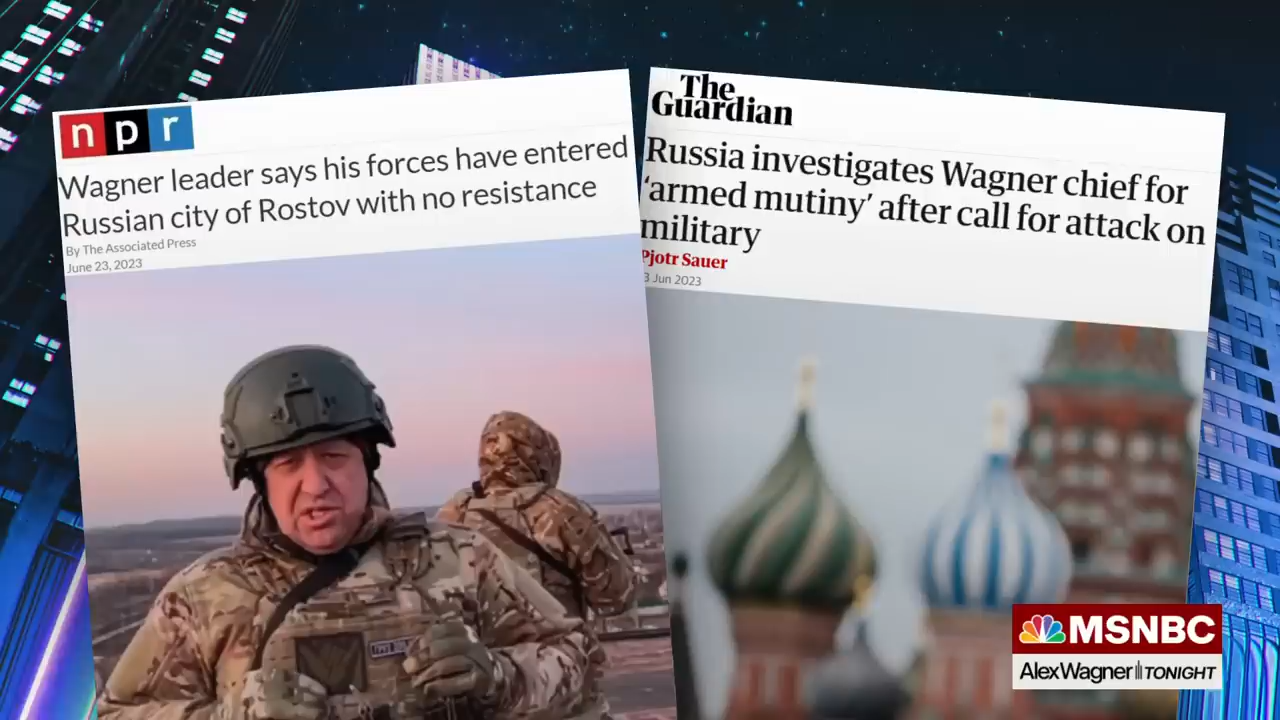 npr
Wagner leader says his forces have entered
Russian city of Rostov with no resistance
By The Associated Press
June 23, 2023
The
Guardian
Russia investigates Wagner chief for
‘armed mutiny’ after call for attack on
military
Pjotr Sauer
3 Jun 2023
MSNBC
AlexWagner TONIGHT